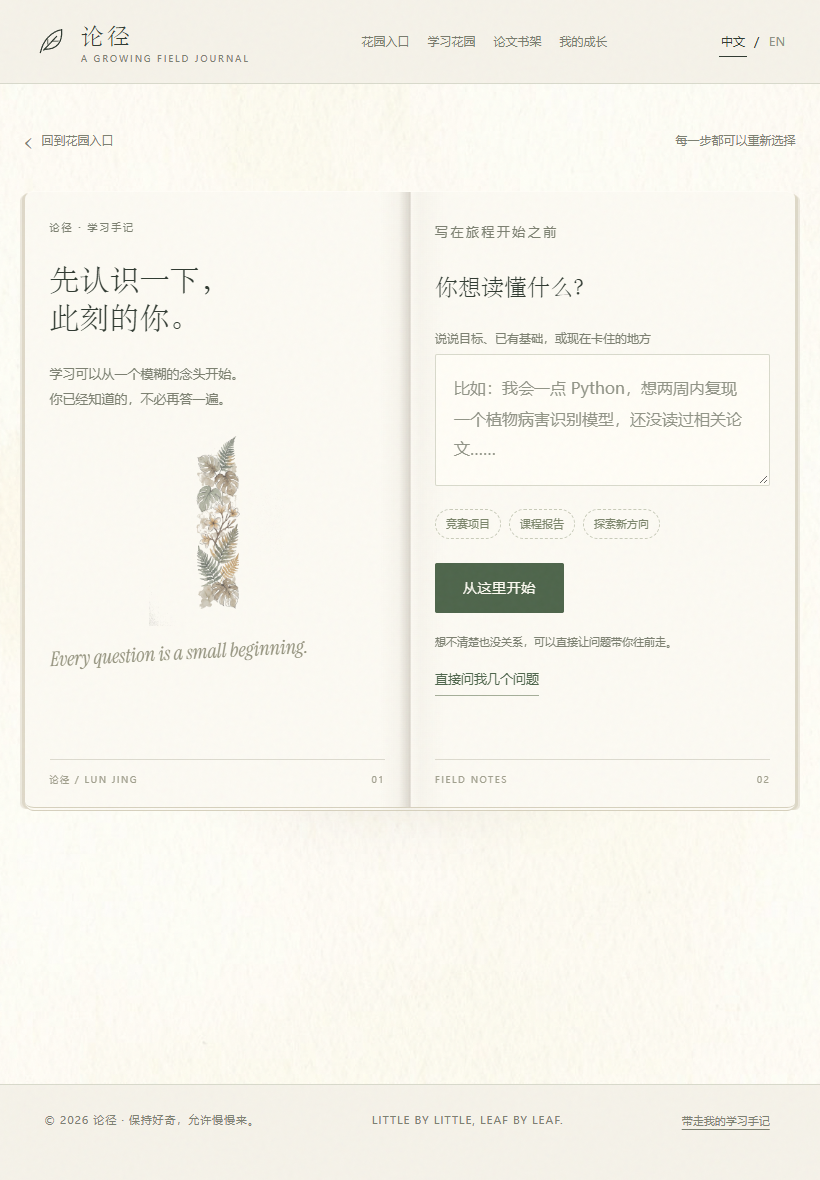 论径
A GROWING FIELD JOURNAL
花园入口 学习花园 论文书架 我的成长
中文 / EN
回到花园入口
每一步都可以重新选择
论径 · 学习手记
先认识一下，
此刻的你。
学习可以从一个模糊的念头开始。
你已经知道的，不必再答一遍。
Every question is a small beginning.
论径 / LUN JING 01
写在旅程开始之前
你想读懂什么？
说说目标、已有基础，或现在卡住的地方
比如：我会一点 Python，想两周内复现
一个植物病害识别模型，还没读过相关论
文……
竞赛项目 课程报告 探索新方向
从这里开始
想不清楚也没关系，可以直接让问题带你往前走。
直接问我几个问题
FIELD NOTES 02
© 2026 论径 · 保持好奇，允许慢慢来。
LITTLE BY LITTLE, LEAF BY LEAF.
带走我的学习手记